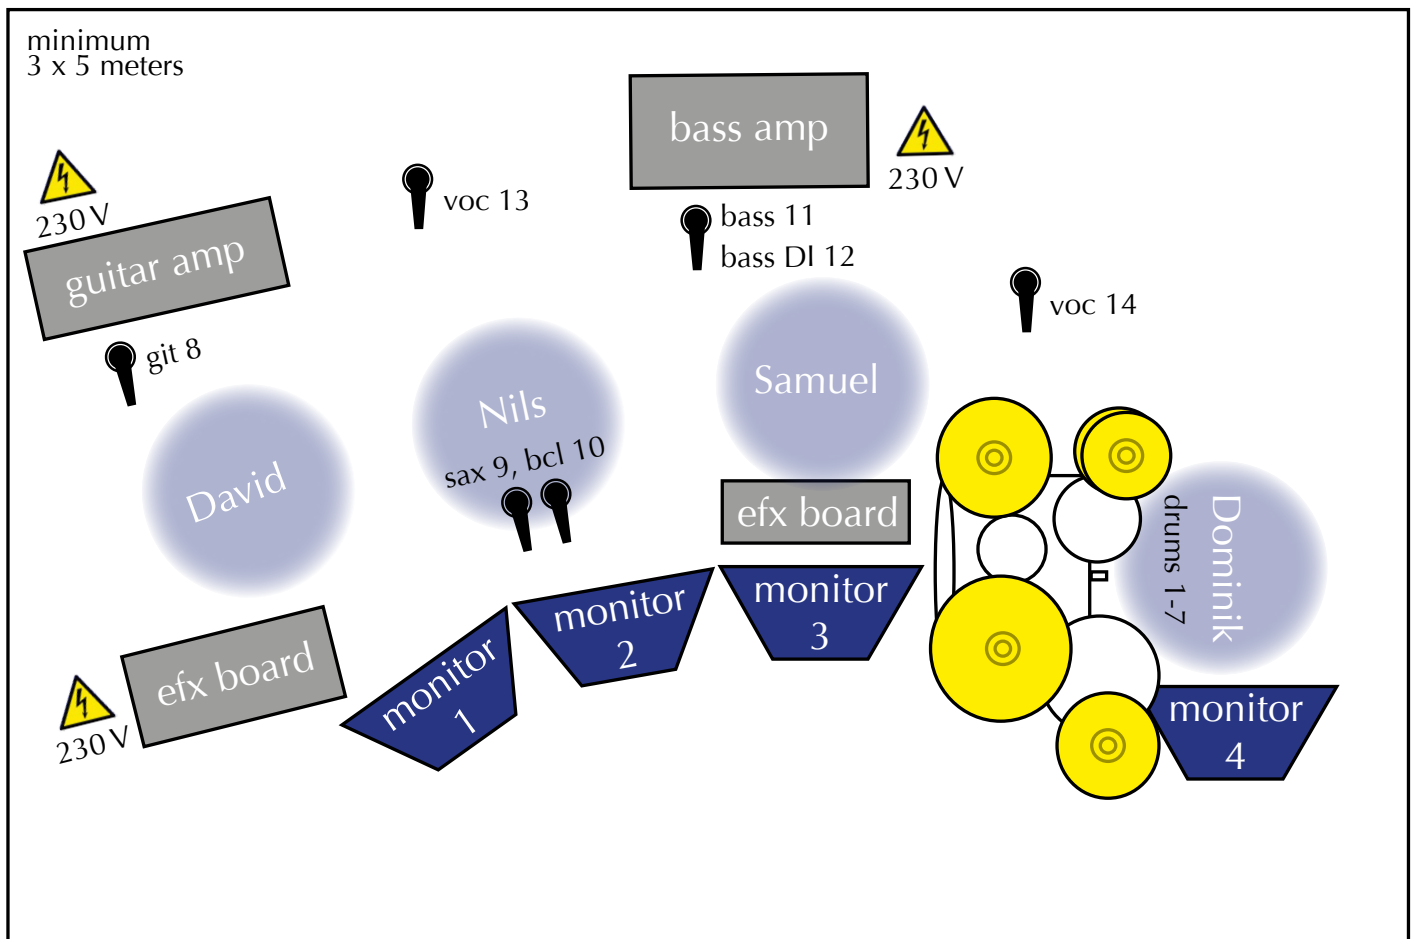 minimum
3 x 5 meters
bass amp
230 V
voc 13
bass 11
bass DI 12
230 V
guitar amp
voc 14
git 8
Samuel
Nils
sax 9, bcl 10
David
efx board
Dominik
drums 1-7
monitor
3
monitor
2
efx board
230 V
monitor
1
monitor
4